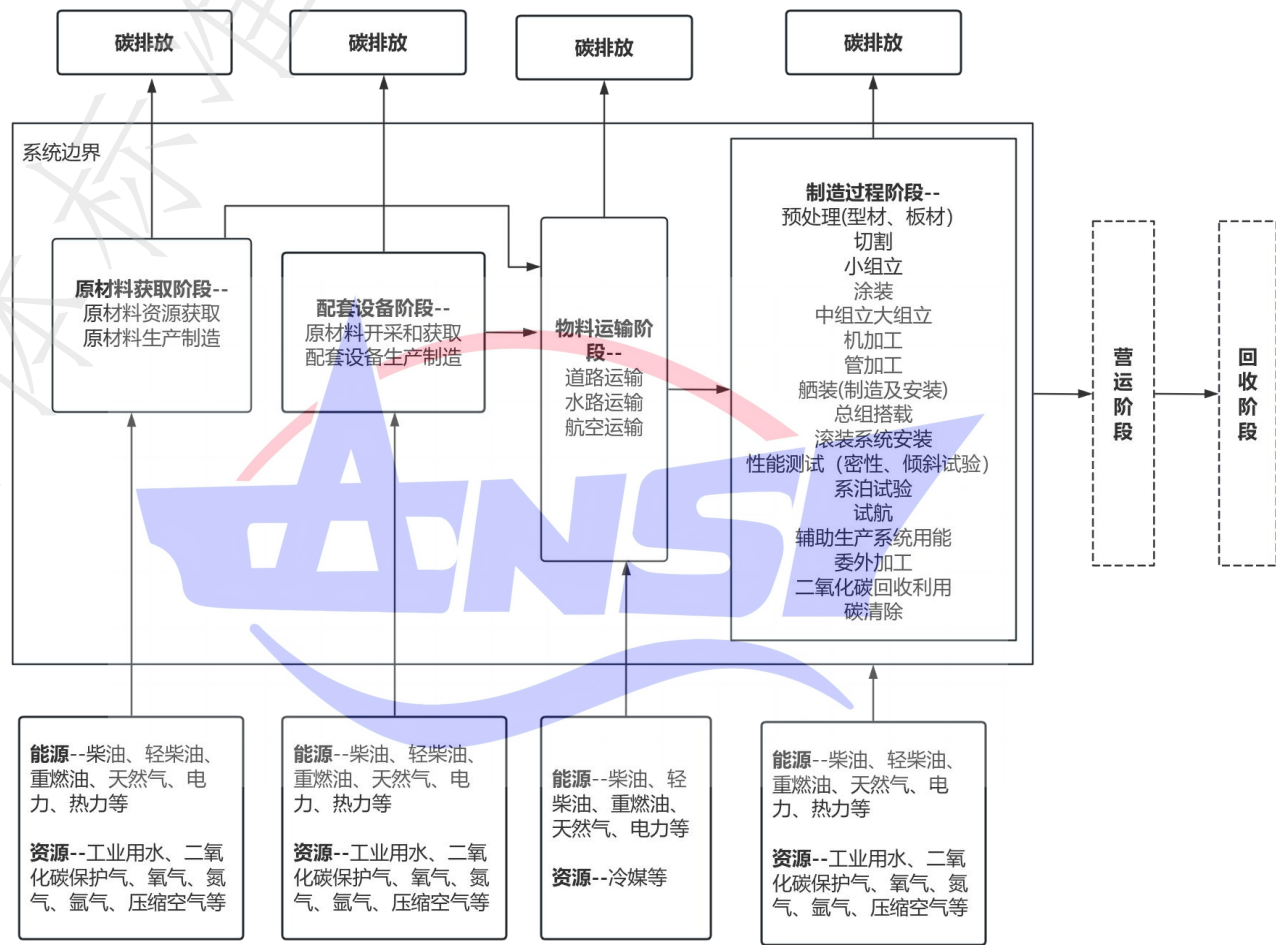 碳排放
碳排放
碳排放
碳排放
系统边界
原材料获取阶段--
原材料资源获取
原材料生产制造
配套设备阶段--
原材料开采和获取
配套设备生产制造
物料运输阶
段--
道路运输
水路运输
航空运输
制造过程阶段--
预处理(型材、板材)
切割
小组立
涂装
中组立大组立
机加工
管加工
舾装(制造及安装)
总组搭载
滚装系统安装
性能测试（密性、倾斜试验）
系泊试验
试航
辅助生产系统用能
委外加工
二氧化碳回收利用
碳清除
营运阶段
回收阶段
能源--柴油、轻柴油、
重燃油、天然气、电
力、热力等
资源--工业用水、二氧
化碳保护气、氧气、氮
气、氩气、压缩空气等
能源--柴油、轻柴油、
重燃油、天然气、电
力、热力等
资源--工业用水、二氧
化碳保护气、氧气、氮
气、氩气、压缩空气等
能源--柴油、轻
柴油、重燃油、
天然气、电力等
资源--冷媒等
能源--柴油、轻柴油、
重燃油、天然气、电
力、热力等
资源--工业用水、二氧
化碳保护气、氧气、氮
气、氩气、压缩空气等
体标准
ANSI